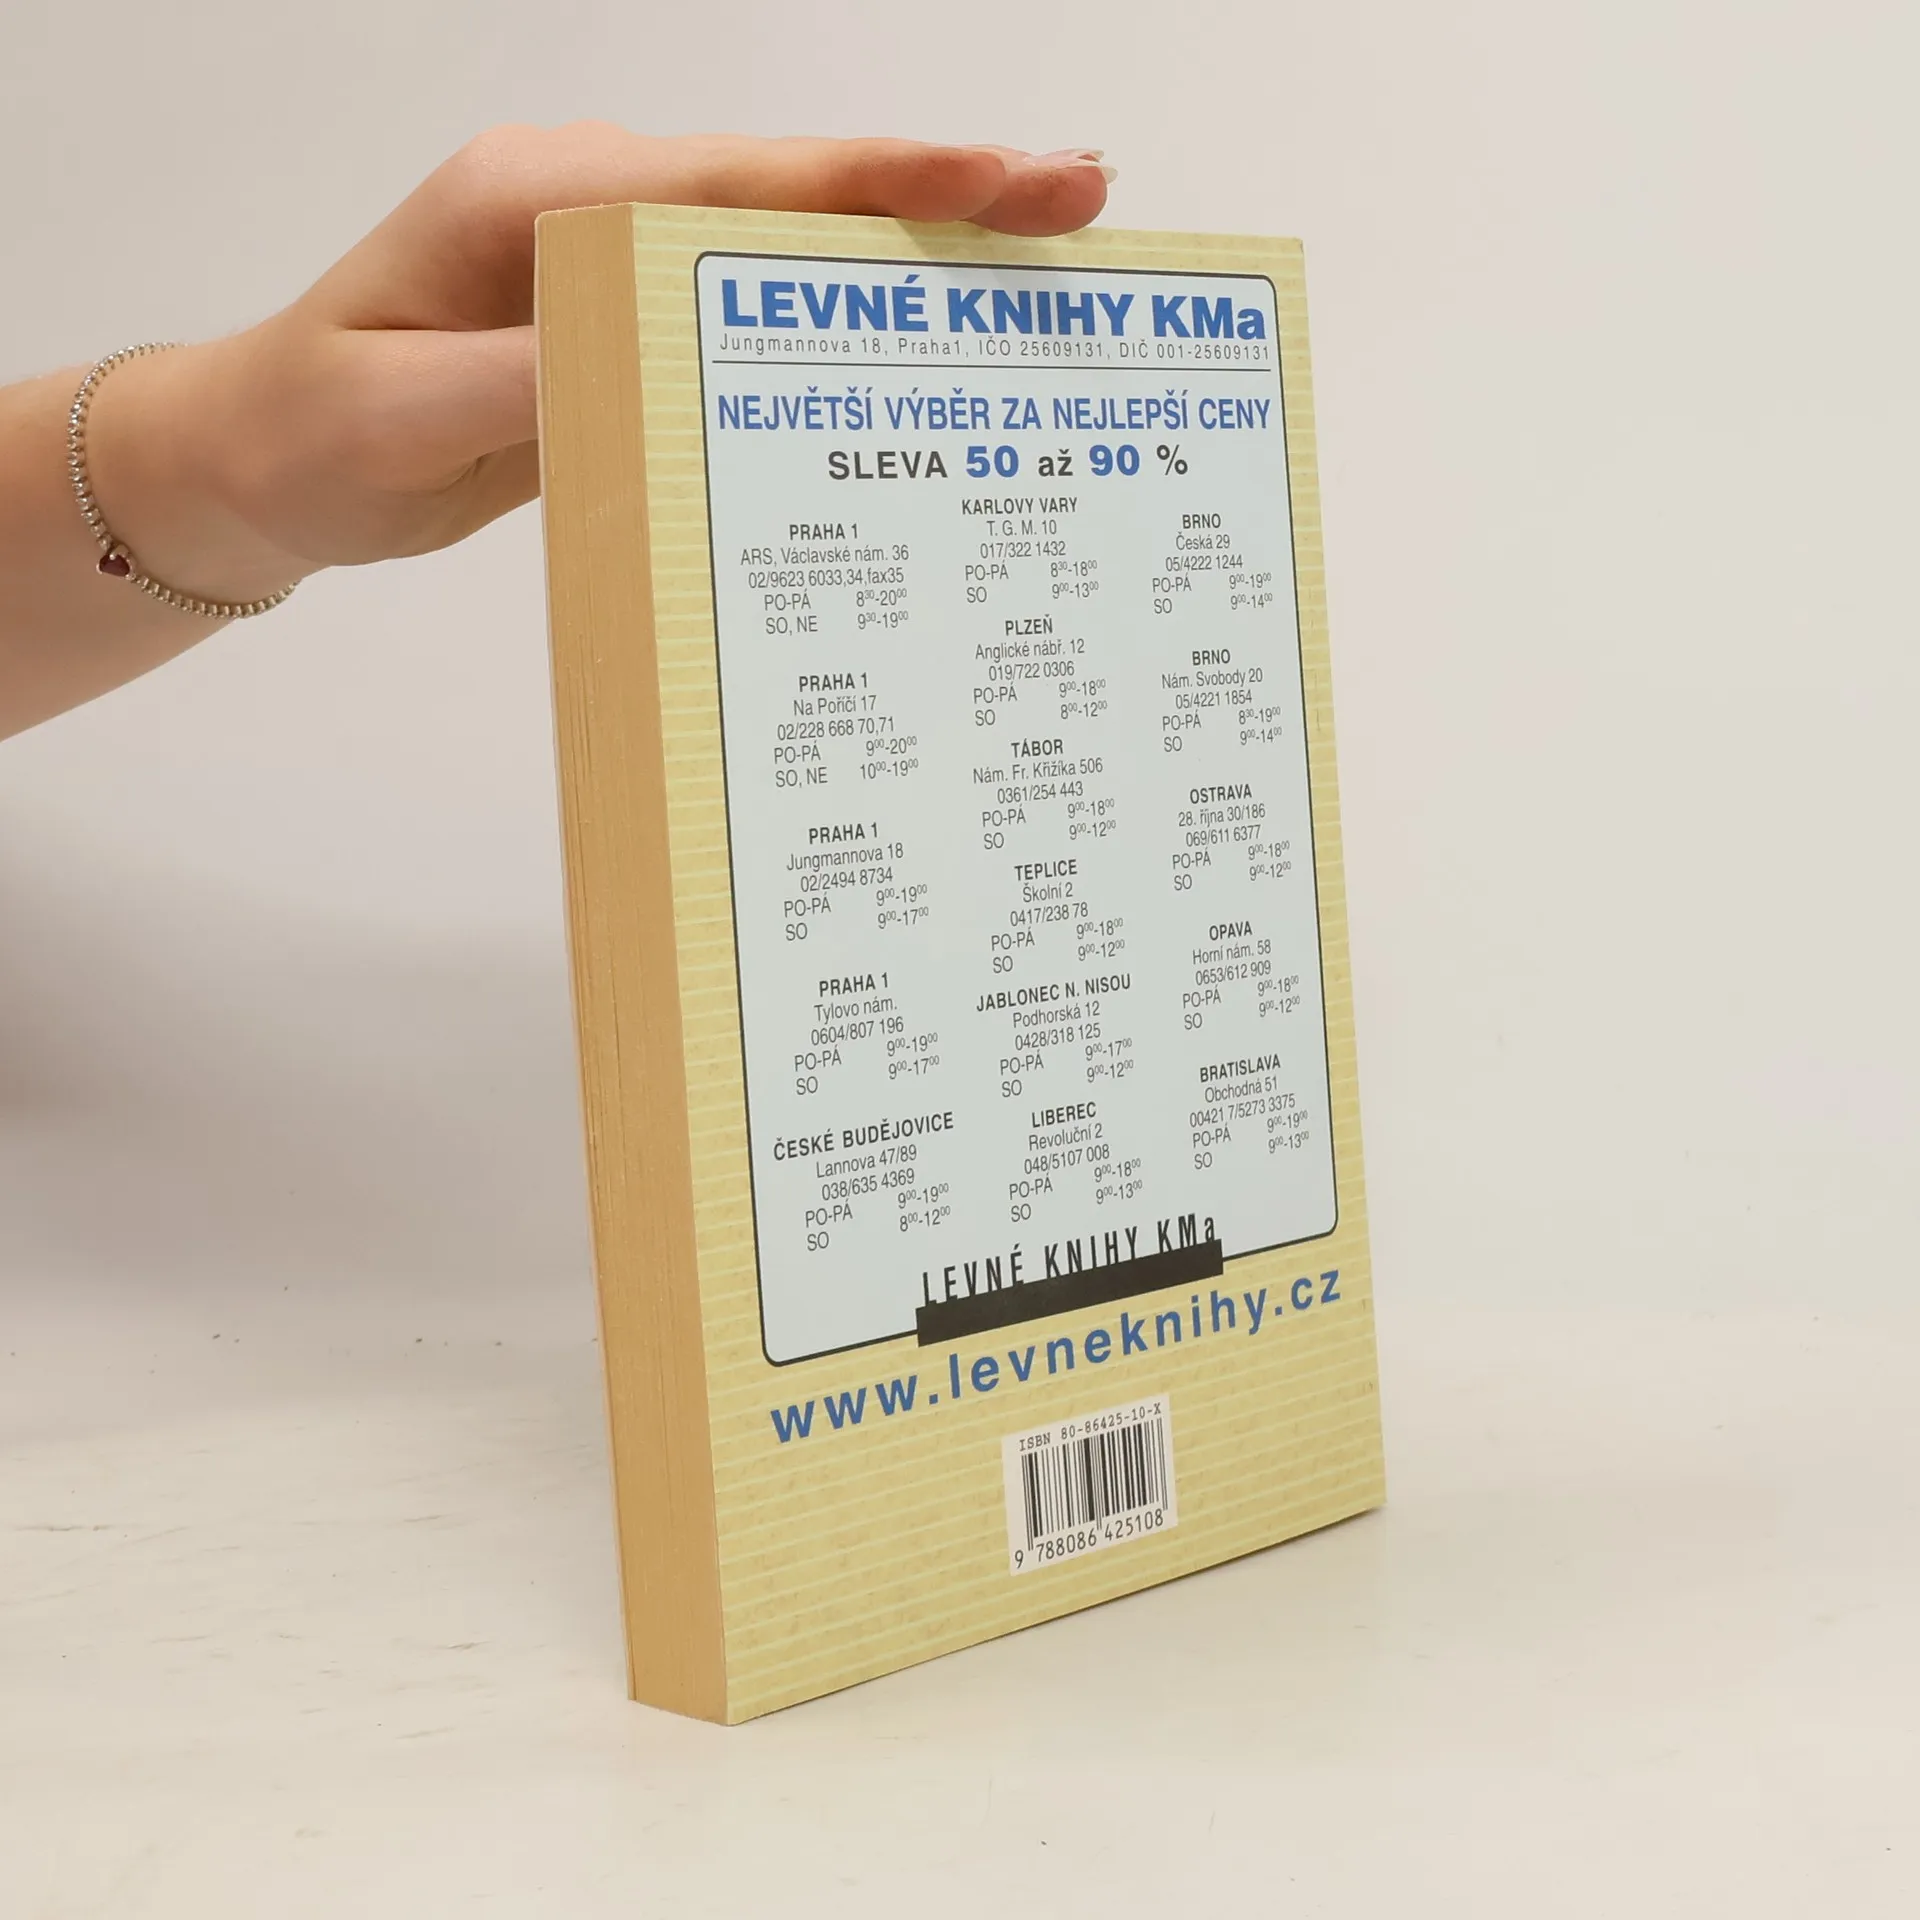 LEVNÉ KNIHY KMa
Jungmannova 18, Praha1, IČO 25609131, DIČ 001-25609131
NEJVĚTŠÍ VÝBĚR ZA NEJLEPŠÍ CENY
SLEVA 50 až 90 %
PRAHA 1
ARS, Václavské nám. 36
02/9623 6033,34,fax35
PO-PÁ 8³⁰-20⁰⁰
SO, NE 9³⁰-19⁰⁰
PRAHA 1
Na Poříčí 17
02/228 668 70,71
PO-PÁ 9⁰⁰-20⁰⁰
SO, NE 10⁰⁰-19⁰⁰
PRAHA 1
Jungmannova 18
02/2494 8734
PO-PÁ 9⁰⁰-19⁰⁰
SO 9⁰⁰-17⁰⁰
PRAHA 1
Tylovo nám.
0604/807 196
PO-PÁ 9⁰⁰-19⁰⁰
SO 9⁰⁰-17⁰⁰
ČESKÉ BUDĚJOVICE
Lannova 47/89
038/635 4369
PO-PÁ 9⁰⁰-19⁰⁰
SO 8⁰⁰-12⁰⁰
KARLOVY VARY
T. G. M. 10
017/322 1432
PO-PÁ 8³⁰-18⁰⁰
SO 9⁰⁰-13⁰⁰
PLZEŇ
Anglické nábř. 12
019/722 0306
PO-PÁ 9⁰⁰-18⁰⁰
SO 8⁰⁰-12⁰⁰
TÁBOR
Nám. Fr. Křižíka 506
0361/254 443
PO-PÁ 9⁰⁰-18⁰⁰
SO 9⁰⁰-12⁰⁰
TEPLICE
Školní 2
0417/238 78
PO-PÁ 9⁰⁰-18⁰⁰
SO 9⁰⁰-12⁰⁰
JABLONEC N. NISOU
Podhorská 12
0428/318 125
PO-PÁ 9⁰⁰-17⁰⁰
SO 9⁰⁰-12⁰⁰
LIBEREC
Revoluční 2
048/5107 008
PO-PÁ 9⁰⁰-18⁰⁰
SO 9⁰⁰-13⁰⁰
BRNO
Česká 29
05/4222 1244
PO-PÁ 9⁰⁰-19⁰⁰
SO 9⁰⁰-14⁰⁰
BRNO
Nám. Svobody 20
05/4221 1854
PO-PÁ 8³⁰-19⁰⁰
SO 9⁰⁰-14⁰⁰
OSTRAVA
28. října 30/186
069/611 6377
PO-PÁ 9⁰⁰-18⁰⁰
SO 9⁰⁰-12⁰⁰
OPAVA
Horní nám. 58
0653/612 909
PO-PÁ 9⁰⁰-18⁰⁰
SO 9⁰⁰-12⁰⁰
BRATISLAVA
Obchodná 51
00421 7/5273 3375
PO-PÁ 9⁰⁰-19⁰⁰
SO 9⁰⁰-13⁰⁰
LEVNÉ KNIHY KMa
www.levneknihy.cz
ISBN 80-86425-10-X
9 788086 425108